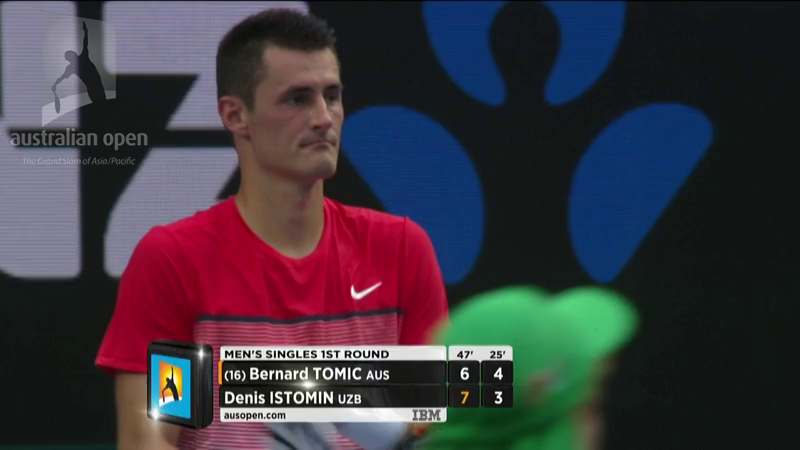 australian open
The Grand Slam of Asia/Pacific
MEN'S SINGLES 1ST ROUND 47' 25'
(16) Bernard TOMIC AUS 6 4
Denis ISTOMIN UZB 7 3
ausopen.com IBM